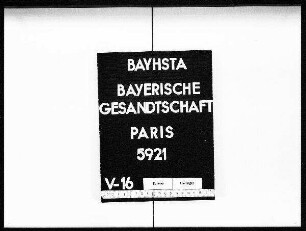 BAYHSTA
BAYERISCHE
GESANDTSCHAFT
PARIS
5921
V-16